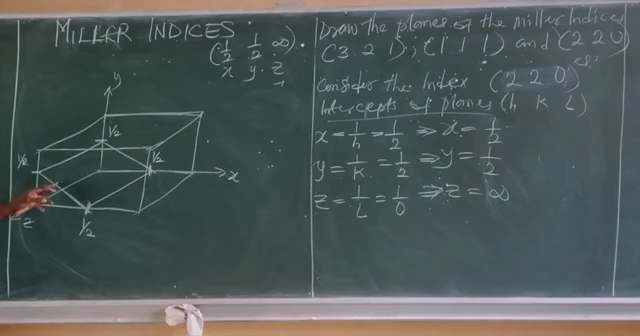 MILLER INDICES
(1/2 1/2 ∞)
x y z
y
1/2
1/2
1/2
x
z
1/2
Draw the planes of the miller Indices
(3 2 1); (1 1 1) and (2 2 0)
Consider the Index (2 2 0)
Intercepts of planes (h k l)
x = 1/h = 1/2 ⇒ x = 1/2
y = 1/k = 1/2 ⇒ y = 1/2
z = 1/L = 1/0 ⇒ z = ∞